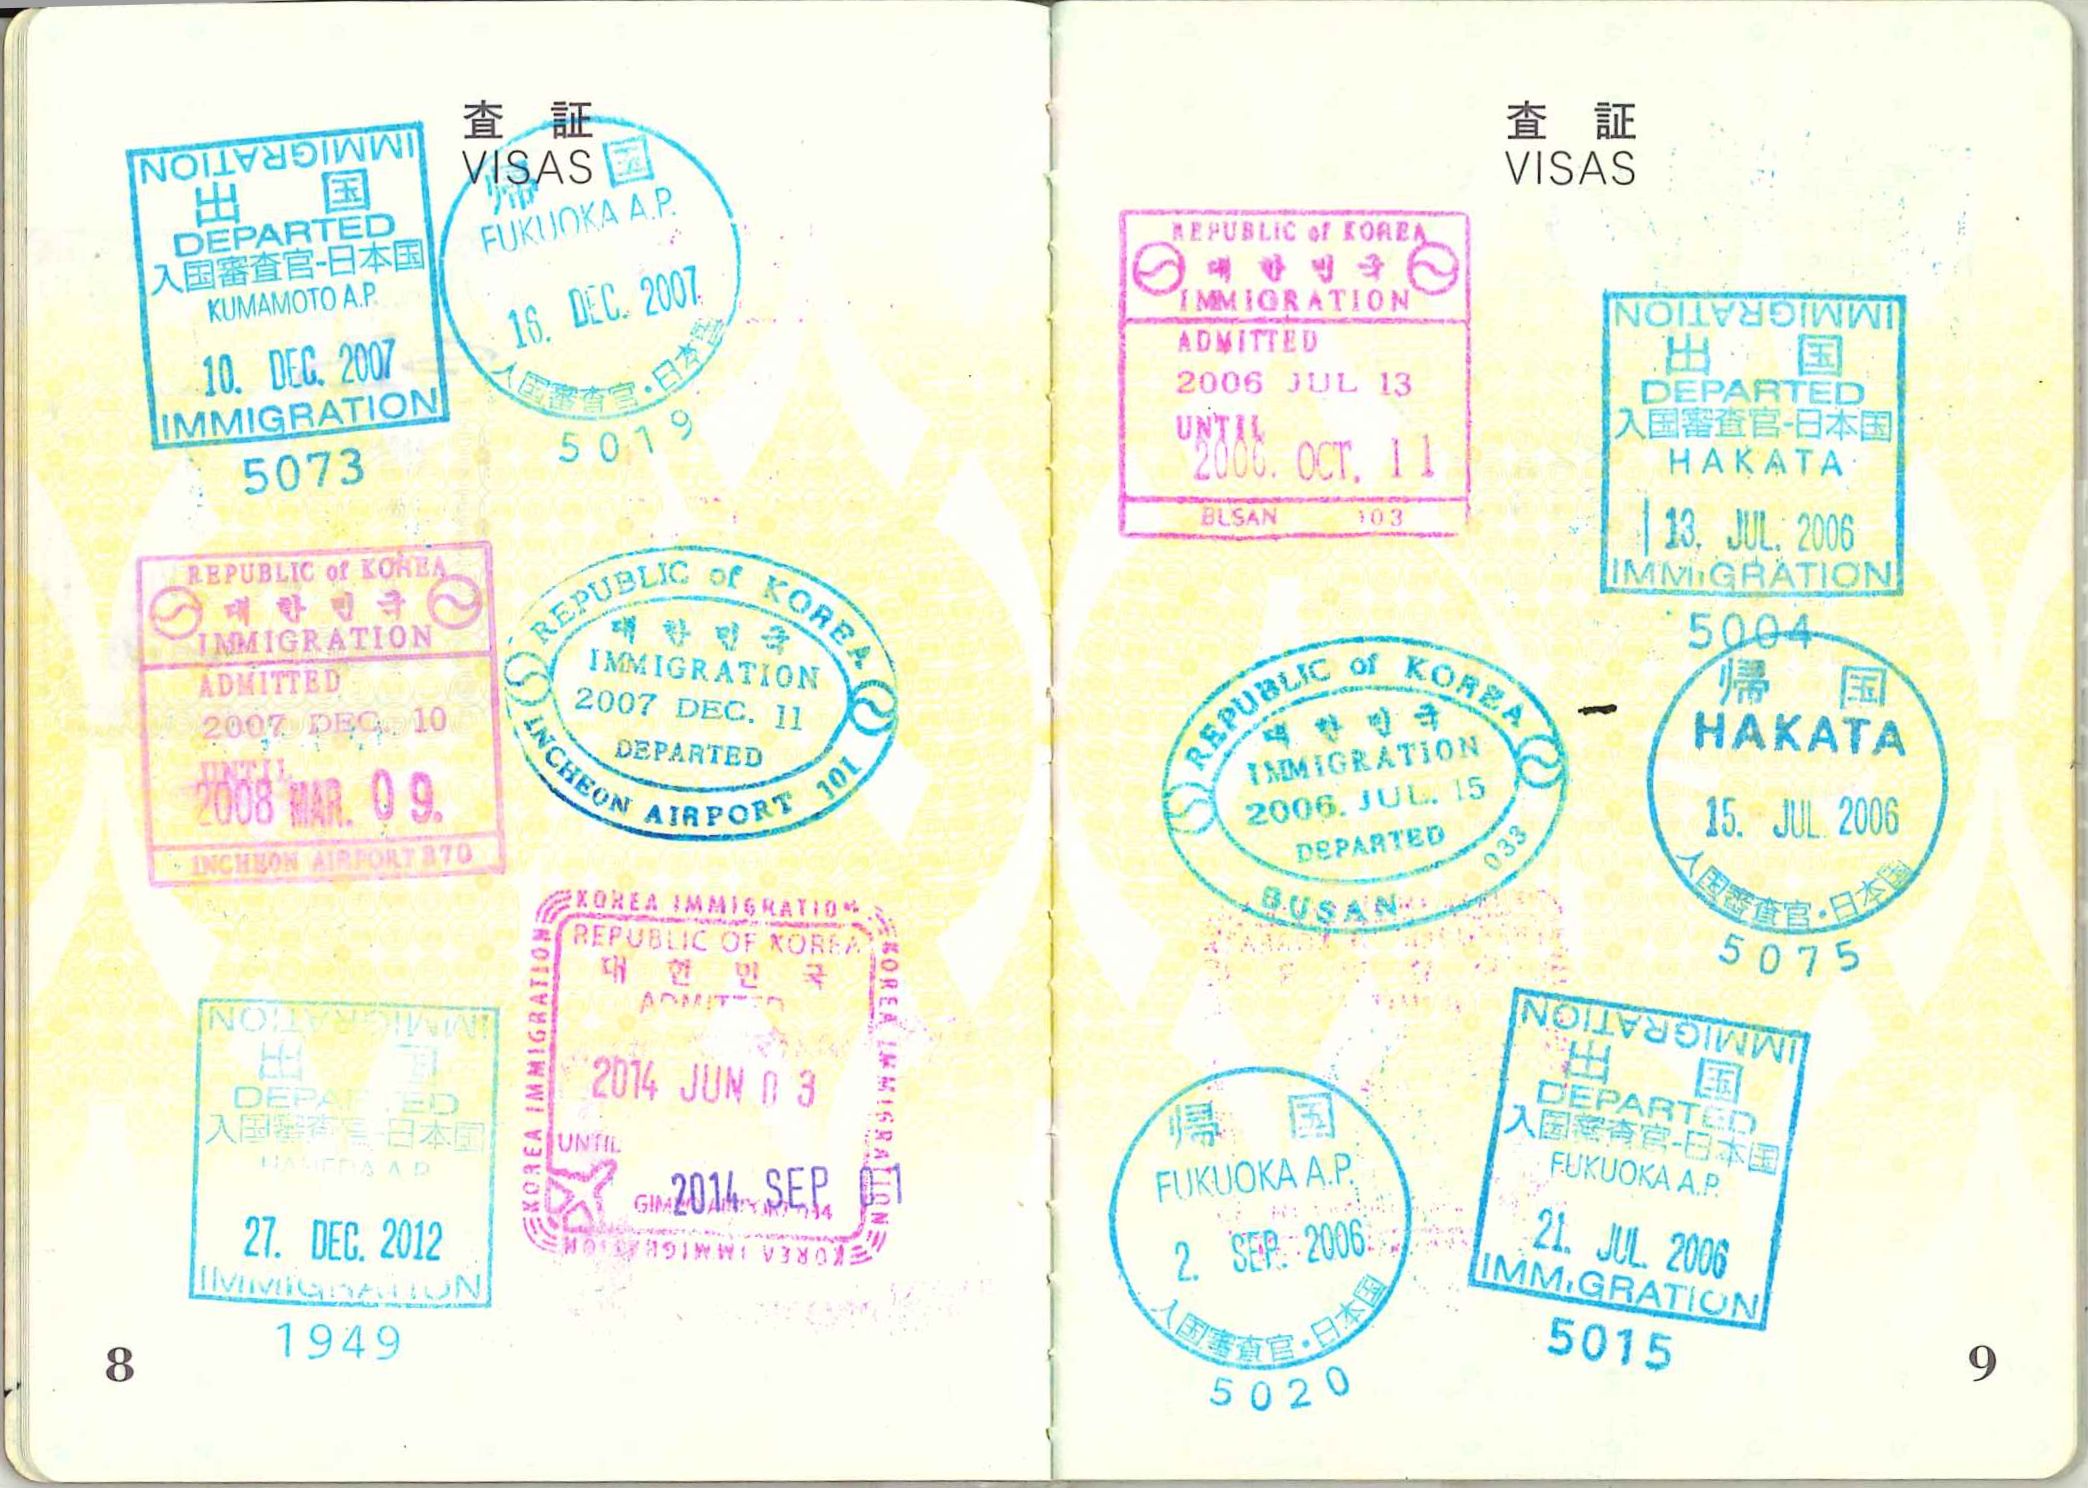 査 証
VISAS
IMMIGRATION
出 国
DEPARTED
入国審査官-日本国
KUMAMOTO A.P.
10. DEC. 2007
IMMIGRATION
5073
帰 国
FUKUOKA A.P.
16. DEC. 2007
入国審査官・日本国
5019
REPUBLIC of KOREA
대 한 민 국
IMMIGRATION
ADMITTED
2007 DEC. 10
UNTIL
2008 MAR. 09.
INCHEON AIRPORT 870
REPUBLIC of KOREA
대 한 민 국
IMMIGRATION
2007 DEC. 11
DEPARTED
INCHEON AIRPORT 101
IMMIGRATION
出 国
DEPARTED
入国審査官-日本国
HANEDA A.P.
27. DEC. 2012
IMMIGRATION
1949
KOREA IMMIGRATION
KOREA IMMIGRATION
KOREA IMMIGRATION
KOREA IMMIGRATION
REPUBLIC OF KOREA
대 한 민 국
ADMITTED
2014 JUN 03
UNTIL
2014 SEP. 01
8
査 証
VISAS
REPUBLIC of KOREA
대 한 민 국
IMMIGRATION
ADMITTED
2006 JUL 13
UNTIL
2006. OCT. 11
BUSAN 103
IMMIGRATION
出 国
DEPARTED
入国審査官-日本国
HAKATA
13. JUL. 2006
IMMIGRATION
5004
REPUBLIC of KOREA
대 한 민 국
IMMIGRATION
2006. JUL. 15
DEPARTED
BUSAN 033
帰 国
HAKATA
15. JUL. 2006
入国審査官・日本国
5075
帰 国
FUKUOKA A.P.
2. SEP. 2006
入国審査官・日本国
5020
IMMIGRATION
出 国
DEPARTED
入国審査官-日本国
FUKUOKA A.P.
21. JUL. 2006
IMMIGRATION
5015
9